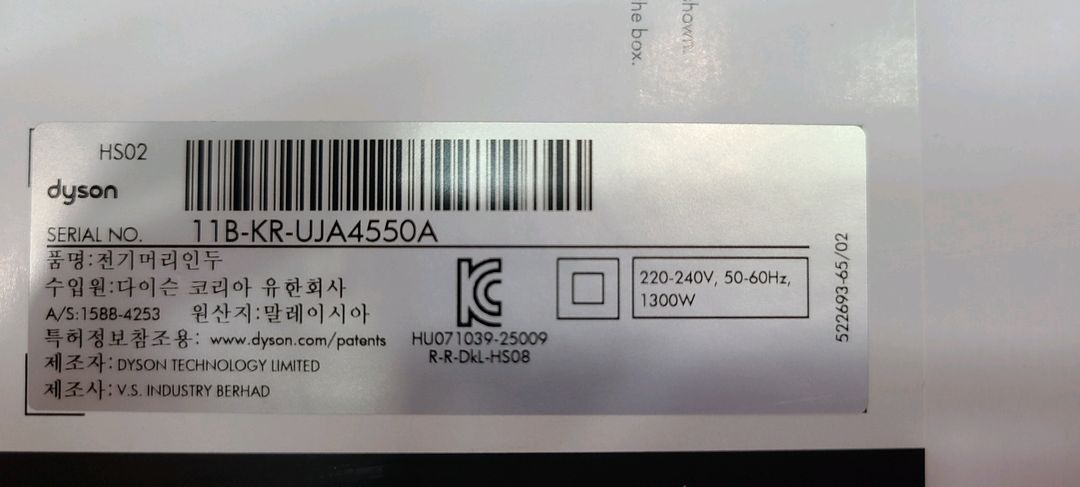 shown.
the box.
HS02
dyson
SERIAL NO. 11B-KR-UJA4550A
품명:전기머리인두
수입원:다이슨 코리아 유한회사
A/S:1588-4253 원산지:말레이시아
특허정보참조용: www.dyson.com/patents
제조자: DYSON TECHNOLOGY LIMITED
제조사: V.S. INDUSTRY BERHAD
HU071039-25009
R-R-DkL-HS08
220-240V, 50-60Hz,
1300W
522693-65/02